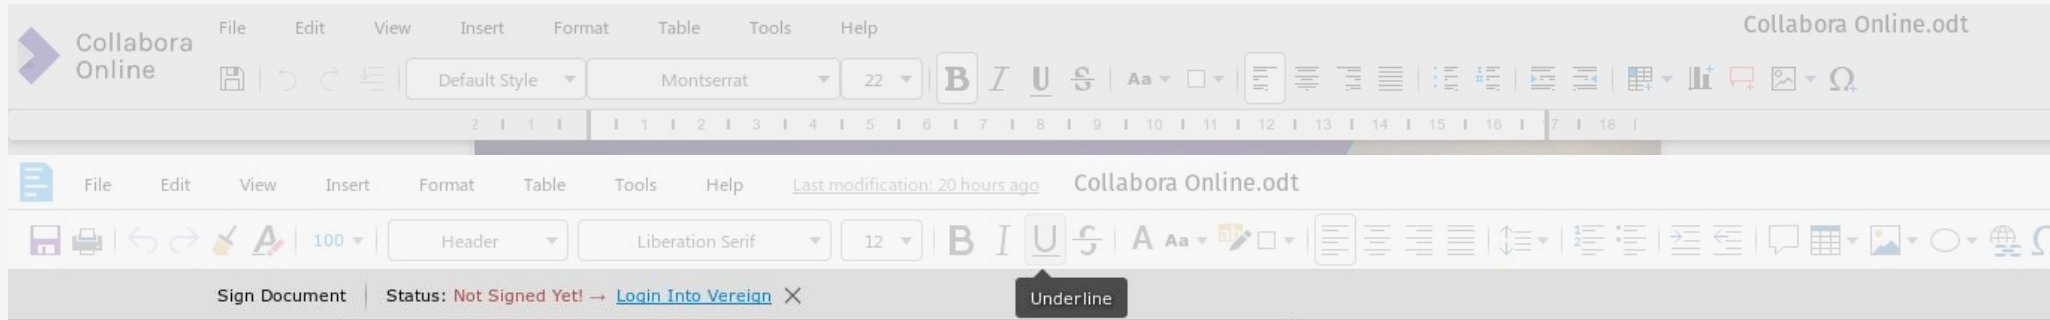 File Edit View Insert Format Table Tools Help Collabora Online.odt
Collabora
Online
Default Style Montserrat 22 B I U S Aa Ω
2 1 1 2 3 4 5 6 7 8 9 10 11 12 13 14 15 16 17 18
File Edit View Insert Format Table Tools Help Last modification: 20 hours ago Collabora Online.odt
100 Header Liberation Serif 12 B I U S A Aa ab Ω
Sign Document Status: Not Signed Yet! → Login Into Vereign
Underline